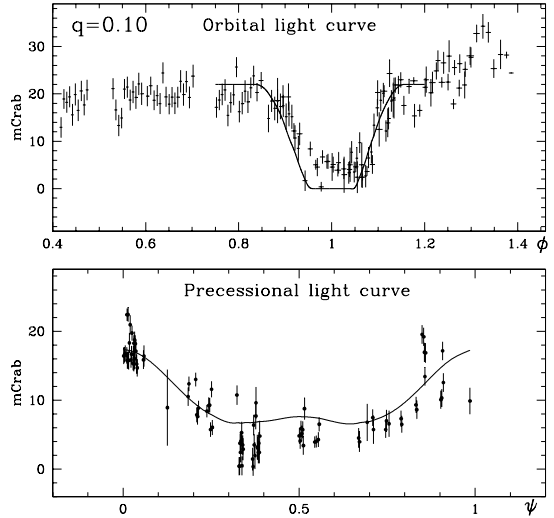 q=0.10 Orbital light curve
30
20
10
0
mCrab
0.4 0.6 0.8 1 1.2 1.4 ϕ
Precessional light curve
20
10
0
mCrab
0 0.5 1 ψ